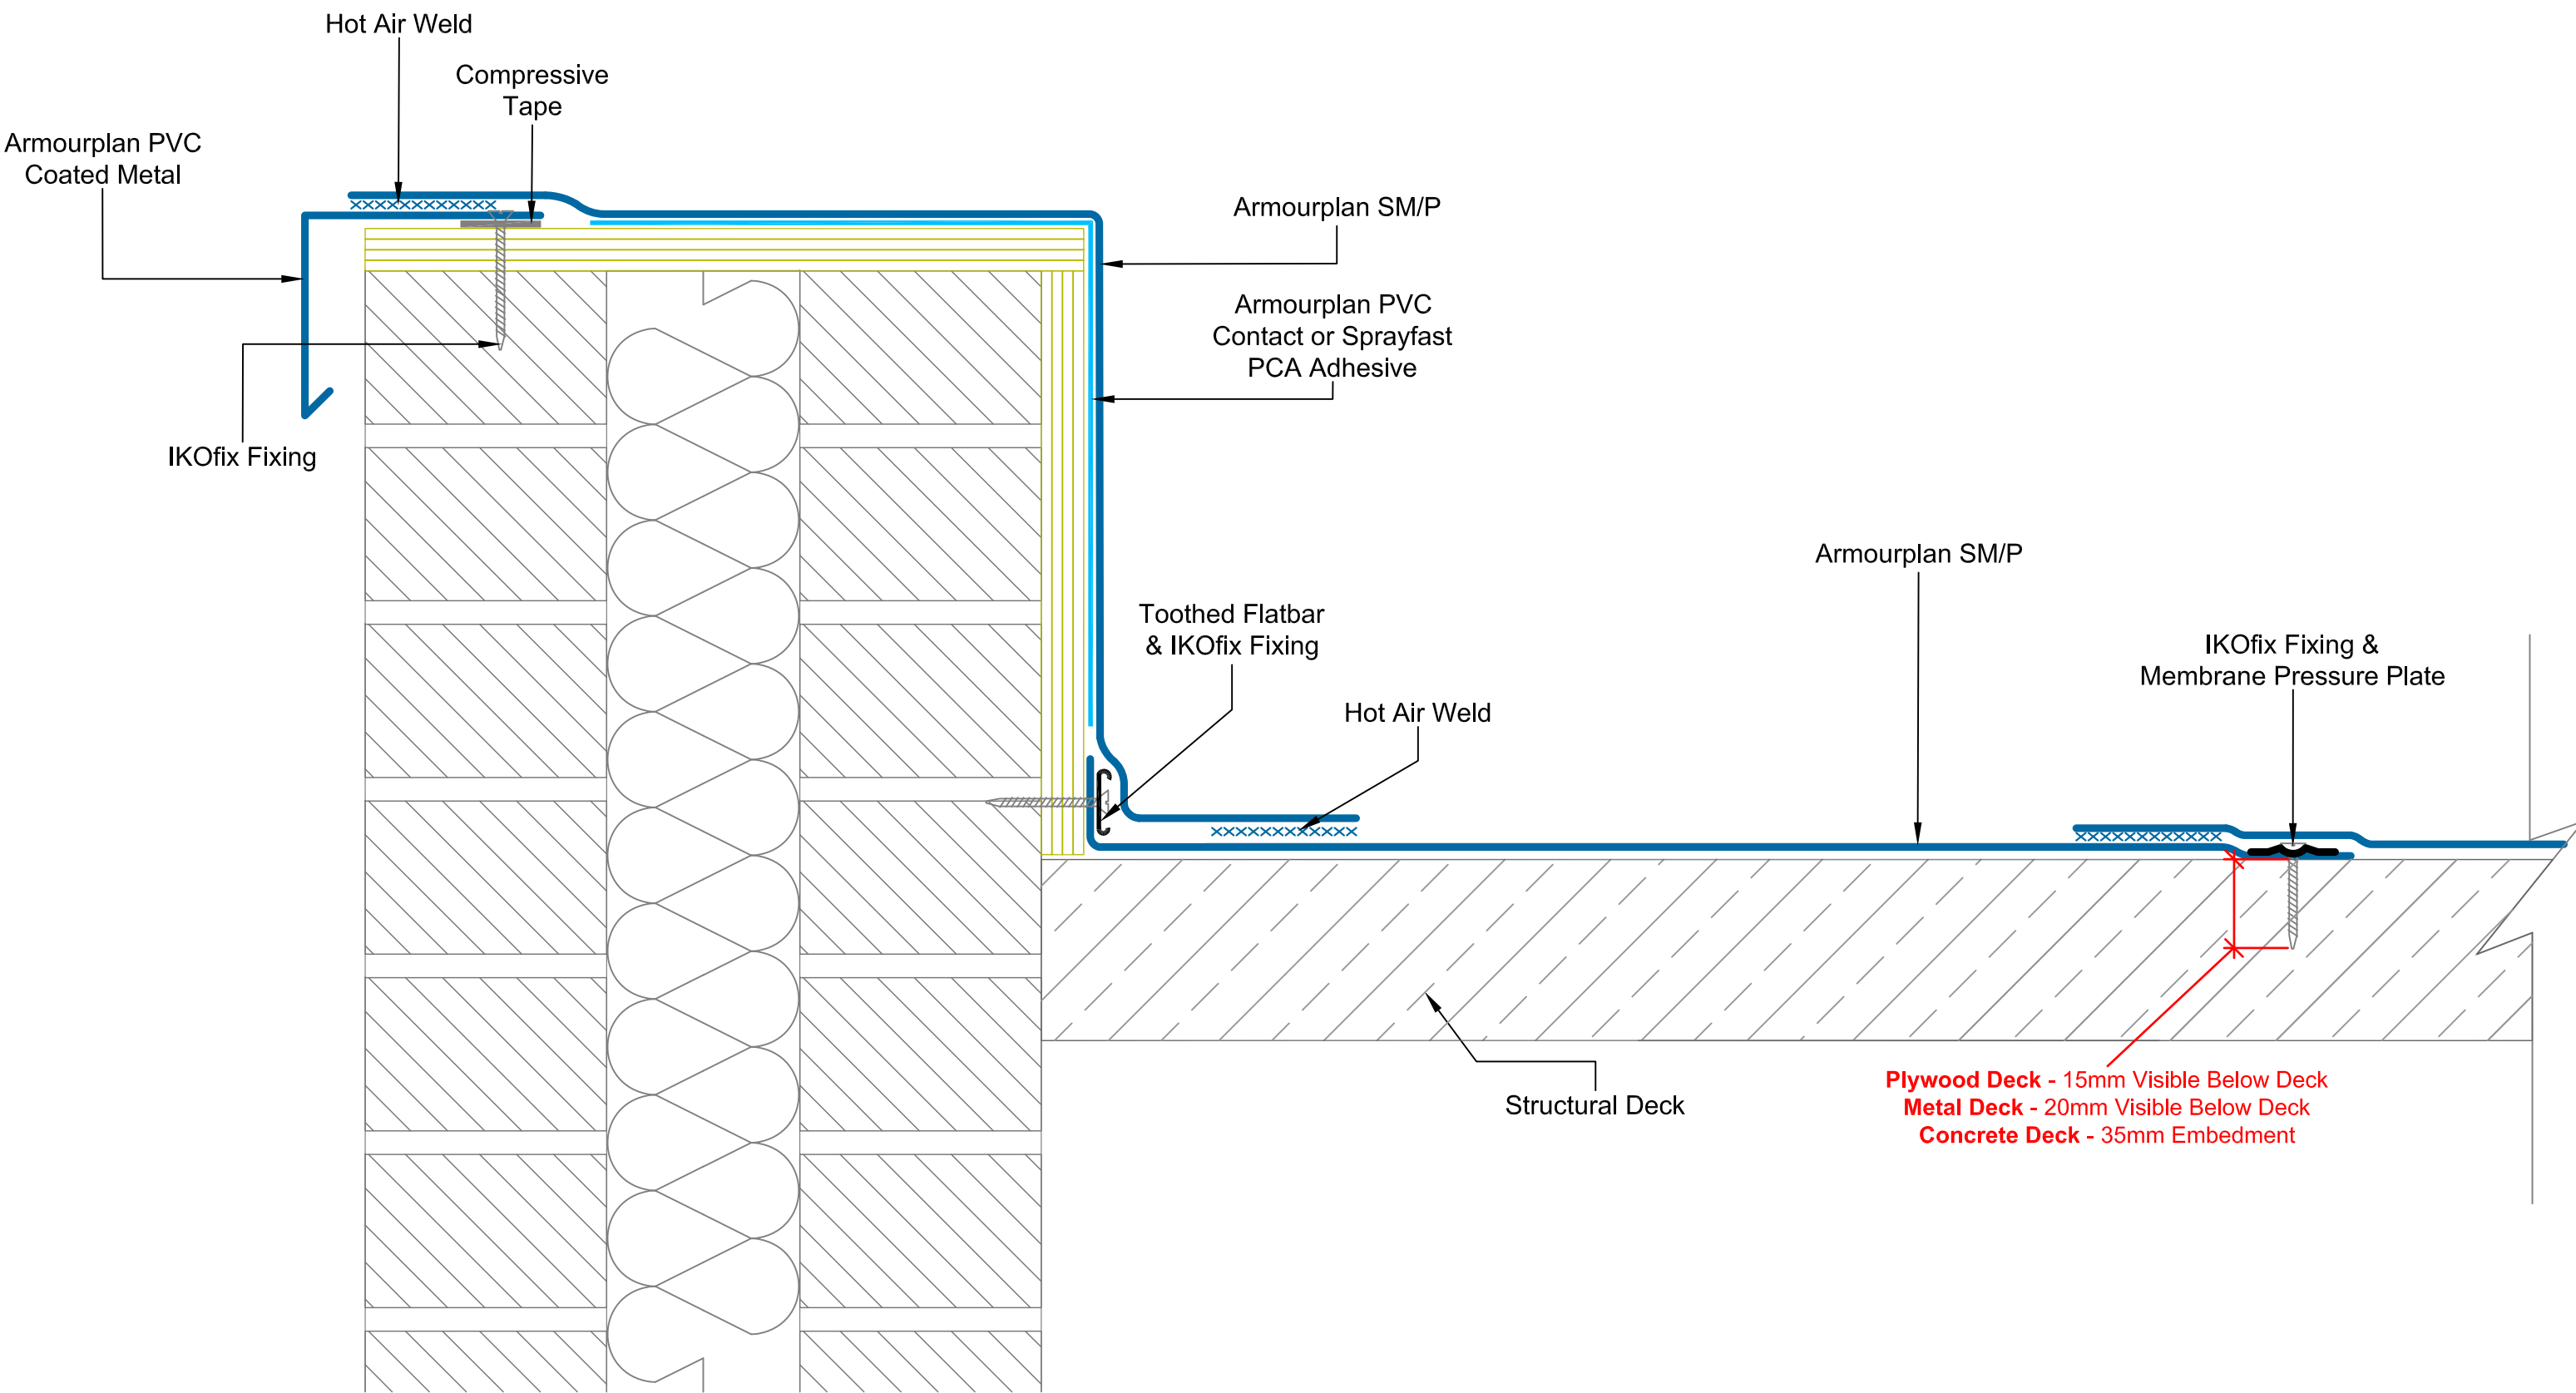 Hot Air Weld
Compressive
Tape
Armourplan PVC
Coated Metal
IKOfix Fixing
Armourplan SM/P
Armourplan PVC
Contact or Sprayfast
PCA Adhesive
Toothed Flatbar
& IKOfix Fixing
Hot Air Weld
Armourplan SM/P
IKOfix Fixing &
Membrane Pressure Plate
Structural Deck
Plywood Deck - 15mm Visible Below Deck
Metal Deck - 20mm Visible Below Deck
Concrete Deck - 35mm Embedment